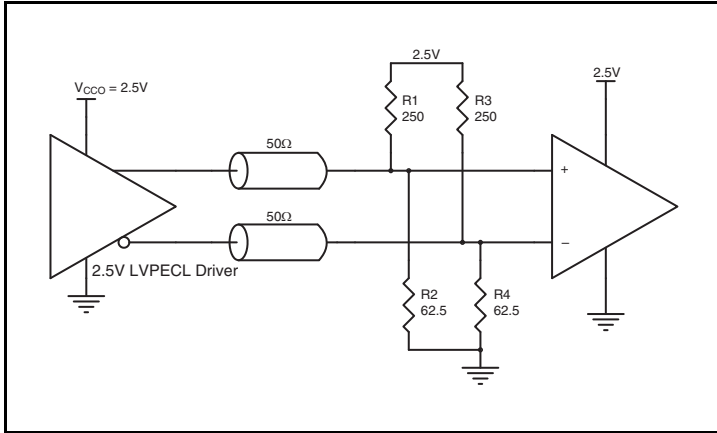 2.5V
2.5V
V_CCO = 2.5V
R1
250
R3
250
50Ω
+
50Ω
−
2.5V LVPECL Driver
R2
62.5
R4
62.5